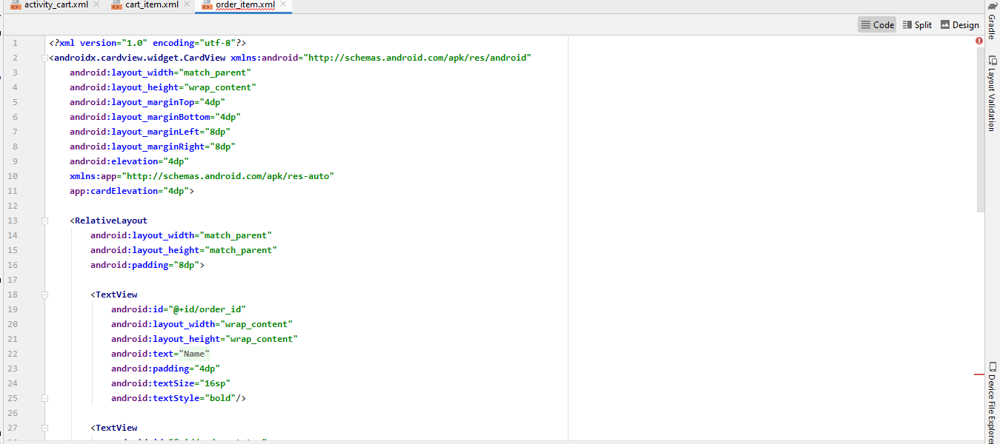 activity_cart.xml cart_item.xml order_item.xml
Code Split Design
1 <?xml version="1.0" encoding="utf-8"?>
2 <androidx.cardview.widget.CardView xmlns:android="http://schemas.android.com/apk/res/android"
3 android:layout_width="match_parent"
4 android:layout_height="wrap_content"
5 android:layout_marginTop="4dp"
6 android:layout_marginBottom="4dp"
7 android:layout_marginLeft="8dp"
8 android:layout_marginRight="8dp"
9 android:elevation="4dp"
10 xmlns:app="http://schemas.android.com/apk/res-auto"
11 app:cardElevation="4dp">
12
13 <RelativeLayout
14 android:layout_width="match_parent"
15 android:layout_height="match_parent"
16 android:padding="8dp">
17
18 <TextView
19 android:id="@+id/order_id"
20 android:layout_width="wrap_content"
21 android:layout_height="wrap_content"
22 android:text="Name"
23 android:padding="4dp"
24 android:textSize="16sp"
25 android:textStyle="bold"/>
26
27 <TextView
Gradle
Layout Validation
Device File Explorer